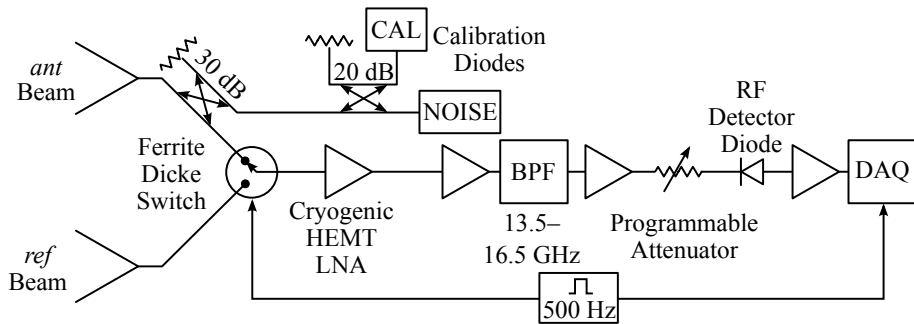 ant
Beam
30 dB
20 dB
CAL
Calibration
Diodes
NOISE
Ferrite
Dicke
Switch
ref
Beam
Cryogenic
HEMT
LNA
BPF
13.5–
16.5 GHz
Programmable
Attenuator
RF
Detector
Diode
DAQ
500 Hz